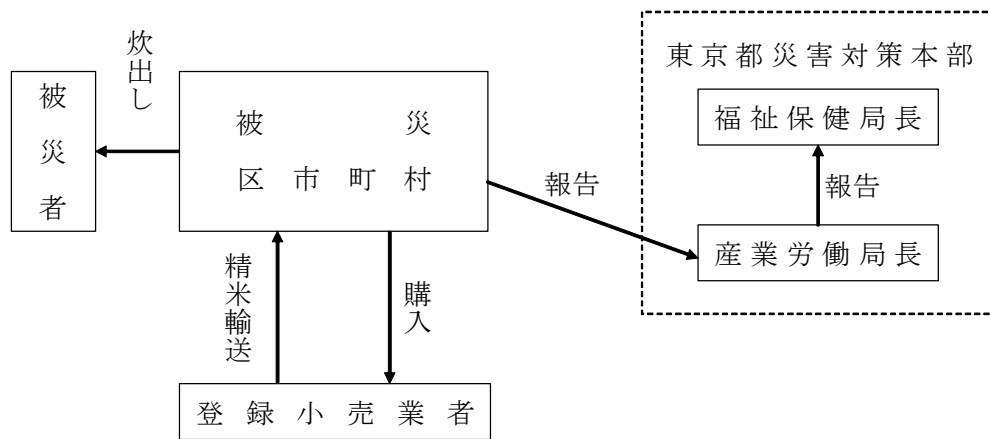 炊出し
被災者
被災
区市町村
東京都災害対策本部
福祉保健局長
報告
報告
産業労働局長
精米輸送
購入
登録小売業者